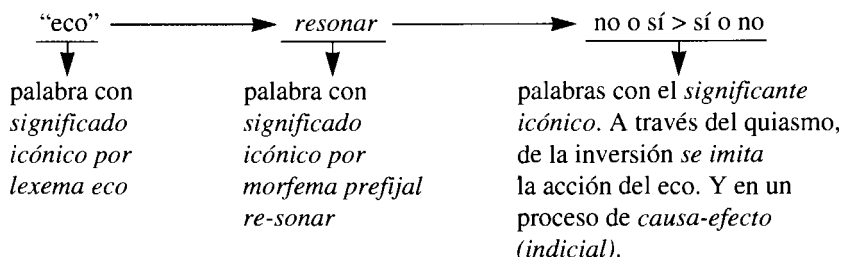 “eco” resonar no o sí > sí o no
palabra con
significado
icónico por
lexema eco
palabra con
significado
icónico por
morfema prefijal
re-sonar
palabras con el significante
icónico. A través del quiasmo,
de la inversión se imita
la acción del eco. Y en un
proceso de causa-efecto
(indicial).